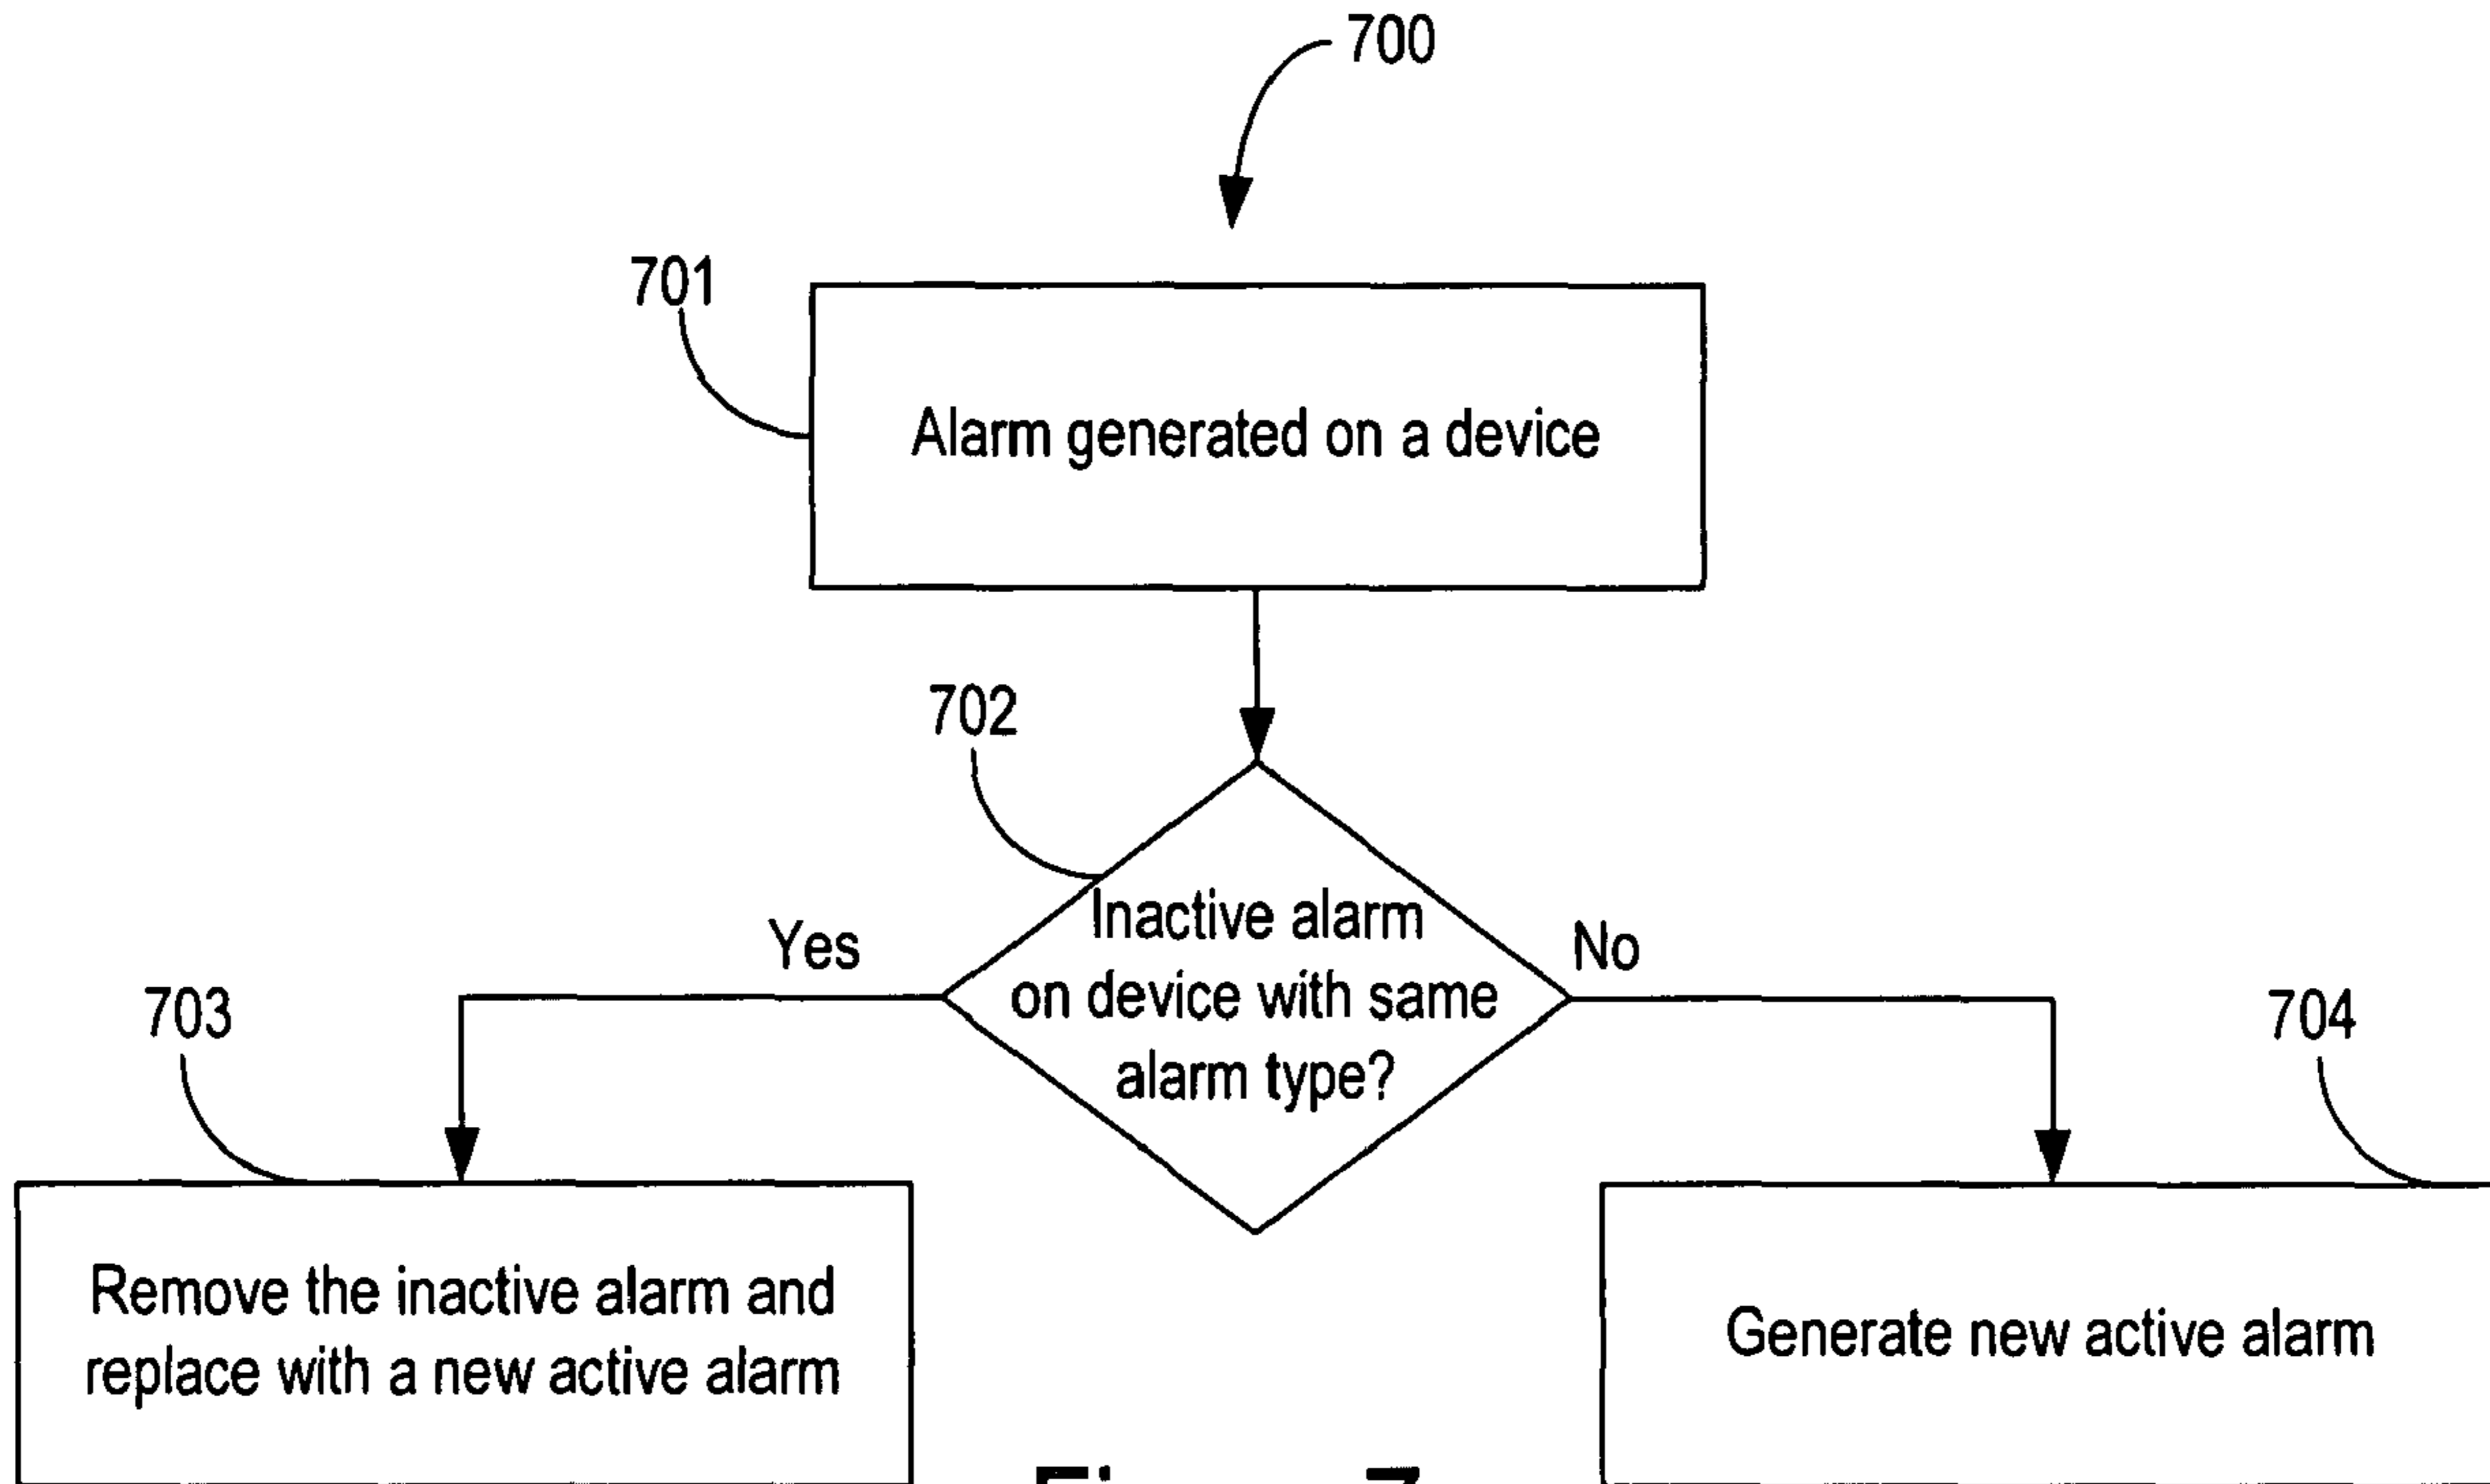 700
701
Alarm generated on a device
702
Inactive alarm
on device with same
alarm type?
Yes
No
703
704
Remove the inactive alarm and
replace with a new active alarm
Generate new active alarm